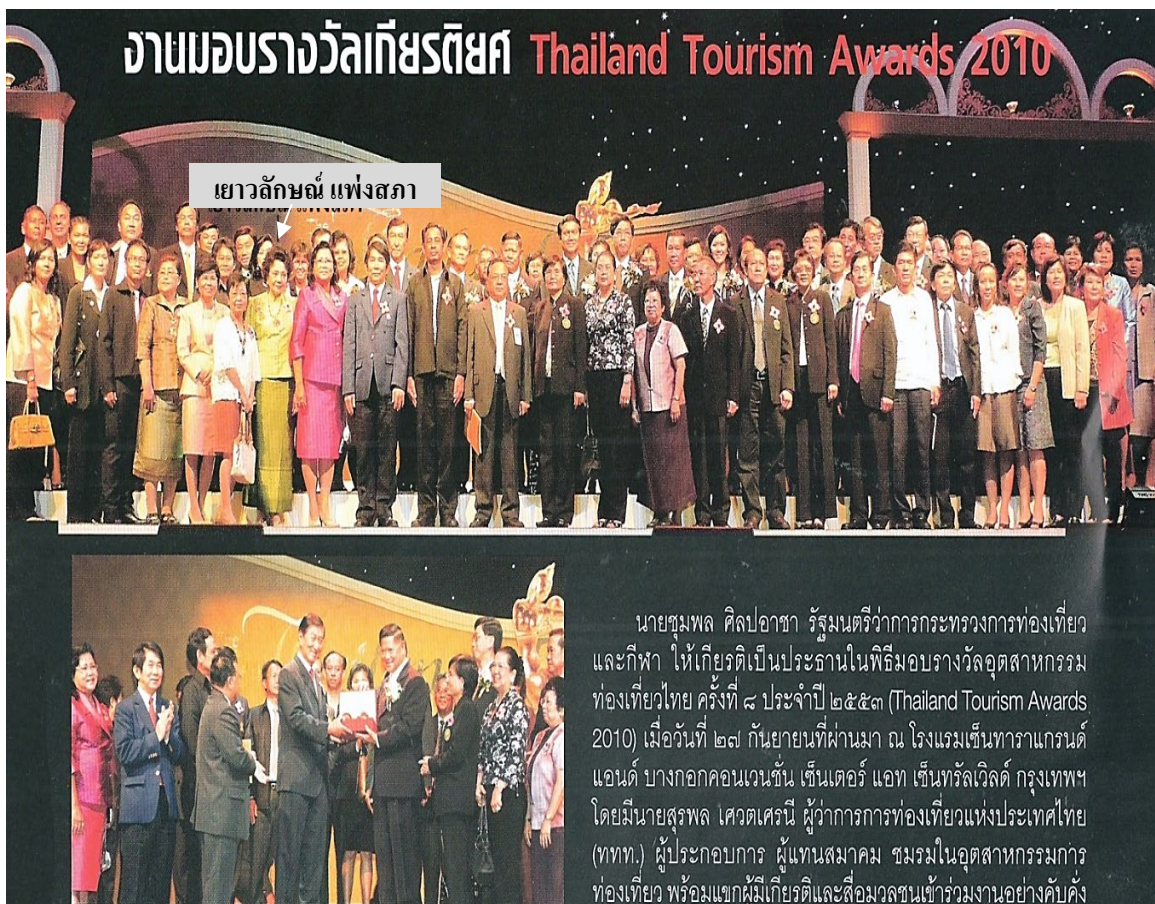 งานมอบรางวัลเกียรติยศ Thailand Tourism Awards 2010
เยาวลักษณ์ แพ่งสภา
นายชุมพล ศิลปอาชา รัฐมนตรีว่าการกระทรวงการท่องเที่ยว
และกีฬา ให้เกียรติเป็นประธานในพิธีมอบรางวัลอุตสาหกรรม
ท่องเที่ยวไทย ครั้งที่ ๘ ประจำปี ๒๕๕๓ (Thailand Tourism Awards
2010) เมื่อวันที่ ๒๗ กันยายนที่ผ่านมา ณ โรงแรมเซ็นทาราแกรนด์
แอนด์ บางกอกคอนเวนชั่น เซ็นเตอร์ แอท เซ็นทรัลเวิลด์ กรุงเทพฯ
โดยมีนายสุรพล เศวตเศรนี ผู้ว่าการการท่องเที่ยวแห่งประเทศไทย
(ททท.) ผู้ประกอบการ ผู้แทนสมาคม ชมรมในอุตสาหกรรมการ
ท่องเที่ยว พร้อมแขกผู้มีเกียรติและสื่อมวลชนเข้าร่วมงานอย่างคับคั่ง